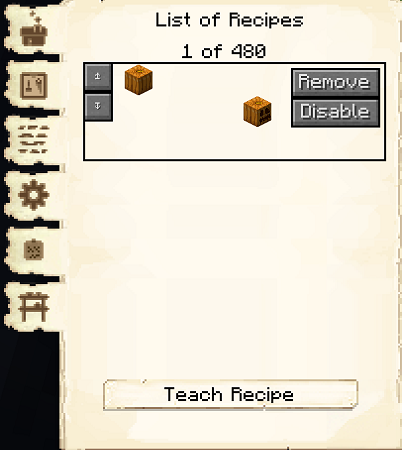 List of Recipes
1 of 480
Remove
Disable
Teach Recipe